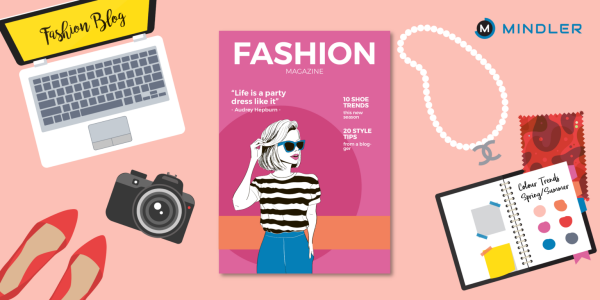 Fashion Blog
M MINDLER
FASHION
MAGAZINE
"Life is a party
dress like it"
- Audrey Hepburn -
10 SHOE
TRENDS
this new
season
20 STYLE
TIPS
from a blog-
ger
Colour Trends
Spring/Summer